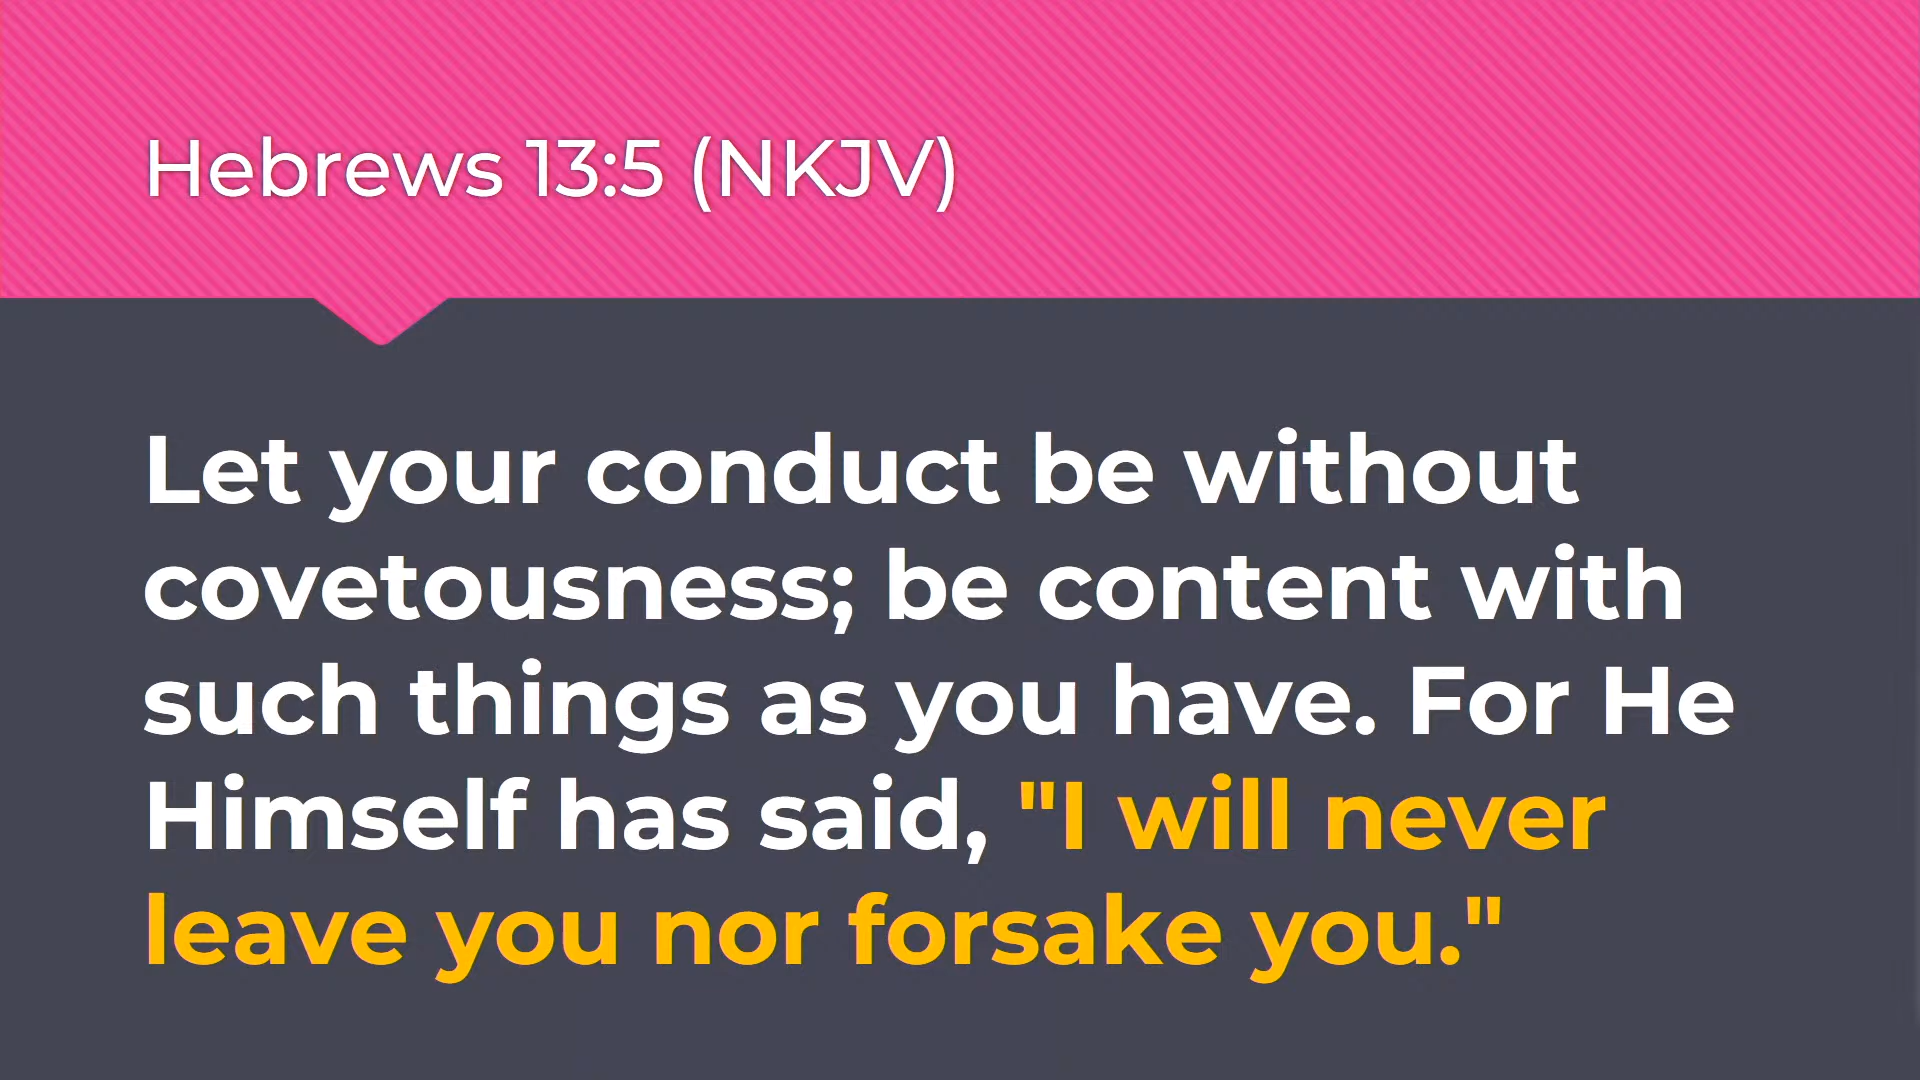 Hebrews 13:5 (NKJV)
Let your conduct be without
covetousness; be content with
such things as you have. For He
Himself has said, "I will never
leave you nor forsake you."